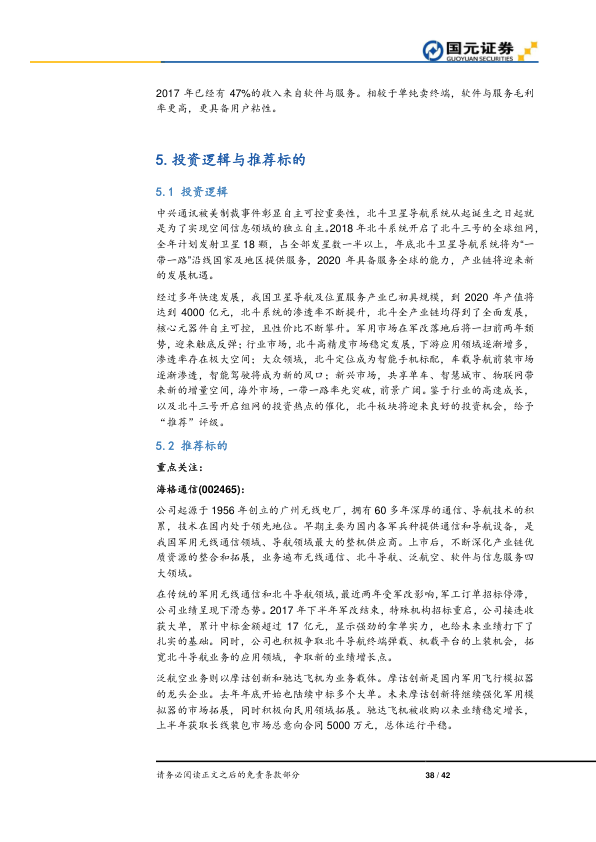 国元证券
GUOYUAN SECURITIES
2017 年已经有 47%的收入来自软件与服务。相较于单纯卖终端，软件与服务毛利
率更高，更具备用户粘性。
5.投资逻辑与推荐标的
5.1 投资逻辑
中兴通讯被美制裁事件彰显自主可控重要性，北斗卫星导航系统从起诞生之日起就
是为了实现空间信息领域的独立自主。2018 年北斗系统开启了北斗三号的全球组网，
全年计划发射卫星 18 颗，占全部发星数一半以上，年底北斗卫星导航系统将为“一
带一路”沿线国家及地区提供服务，2020 年具备服务全球的能力，产业链将迎来新
的发展机遇。
经过多年快速发展，我国卫星导航及位置服务产业已初具规模，到 2020 年产值将
达到 4000 亿元，北斗系统的渗透率不断提升，北斗全产业链均得到了全面发展，
核心元器件自主可控，且性价比不断攀升。军用市场在军改落地后将一扫前两年颓
势，迎来触底反弹；行业市场，北斗高精度市场稳定发展，下游应用领域逐渐增多，
渗透率存在极大空间；大众领域，北斗定位成为智能手机标配，车载导航前装市场
逐渐渗透，智能驾驶将成为新的风口；新兴市场，共享单车、智慧城市、物联网带
来新的增量空间，海外市场，一带一路率先突破，前景广阔。鉴于行业的高速成长，
以及北斗三号开启组网的投资热点的催化，北斗板块将迎来良好的投资机会，给予
“推荐”评级。
5.2 推荐标的
重点关注：
海格通信(002465)：
公司起源于 1956 年创立的广州无线电厂，拥有 60 多年深厚的通信、导航技术的积
累，技术在国内处于领先地位。早期主要为国内各军兵种提供通信和导航设备，是
我国军用无线通信领域、导航领域最大的整机供应商。上市后，不断深化产业链优
质资源的整合和拓展，业务遍布无线通信、北斗导航、泛航空、软件与信息服务四
大领域。
在传统的军用无线通信和北斗导航领域，最近两年受军改影响，军工订单招标停滞，
公司业绩呈现下滑态势。2017 年下半年军改结束，特殊机构招标重启，公司接连收
获大单，累计中标金额超过 17 亿元，显示强劲的拿单实力，也给未来业绩打下了
扎实的基础。同时，公司也积极争取北斗导航终端弹载、机载平台的上装机会，拓
宽北斗导航业务的应用领域，争取新的业绩增长点。
泛航空业务则以摩诘创新和驰达飞机为业务载体。摩诘创新是国内军用飞行模拟器
的龙头企业。去年年底开始也陆续中标多个大单。未来摩诘创新将继续强化军用模
拟器的市场拓展，同时积极向民用领域拓展。驰达飞机被收购以来业绩稳定增长，
上半年获取长线装包市场总意向合同 5000 万元，总体运行平稳。
请务必阅读正文之后的免责条款部分
38 / 42